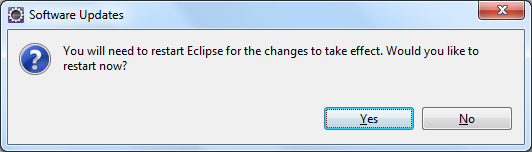 Software Updates
You will need to restart Eclipse for the changes to take effect. Would you like to
restart now?
Yes
No